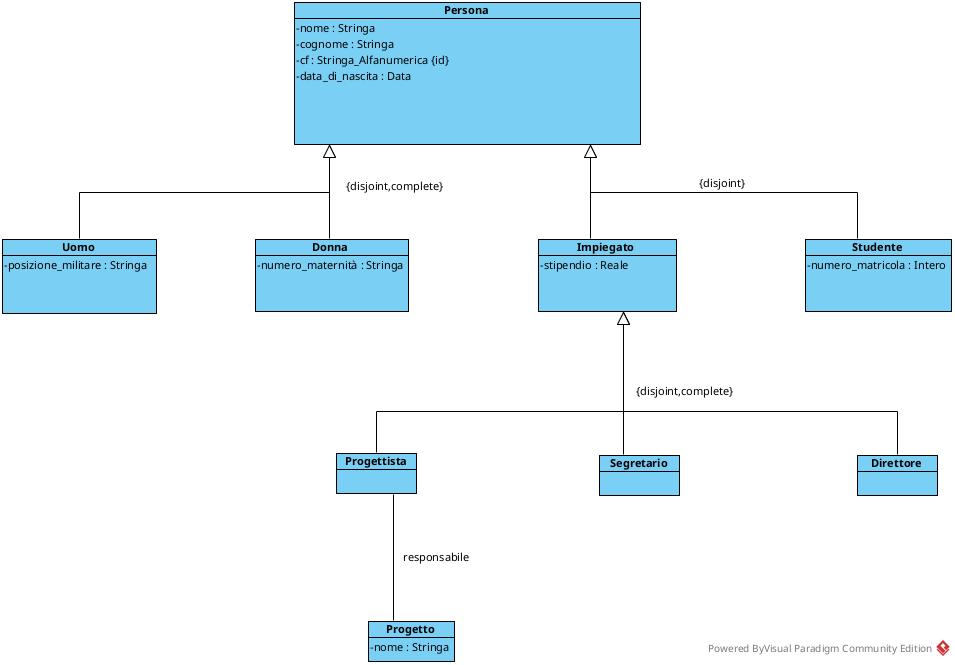 Persona
-nome : Stringa
-cognome : Stringa
-cf : Stringa_Alfanumerica {id}
-data_di_nascita : Data
{disjoint,complete}
{disjoint}
Uomo
-posizione_militare : Stringa
Donna
-numero_maternità : Stringa
Impiegato
-stipendio : Reale
Studente
-numero_matricola : Intero
{disjoint,complete}
Progettista
Segretario
Direttore
responsabile
Progetto
-nome : Stringa
Powered ByVisual Paradigm Community Edition